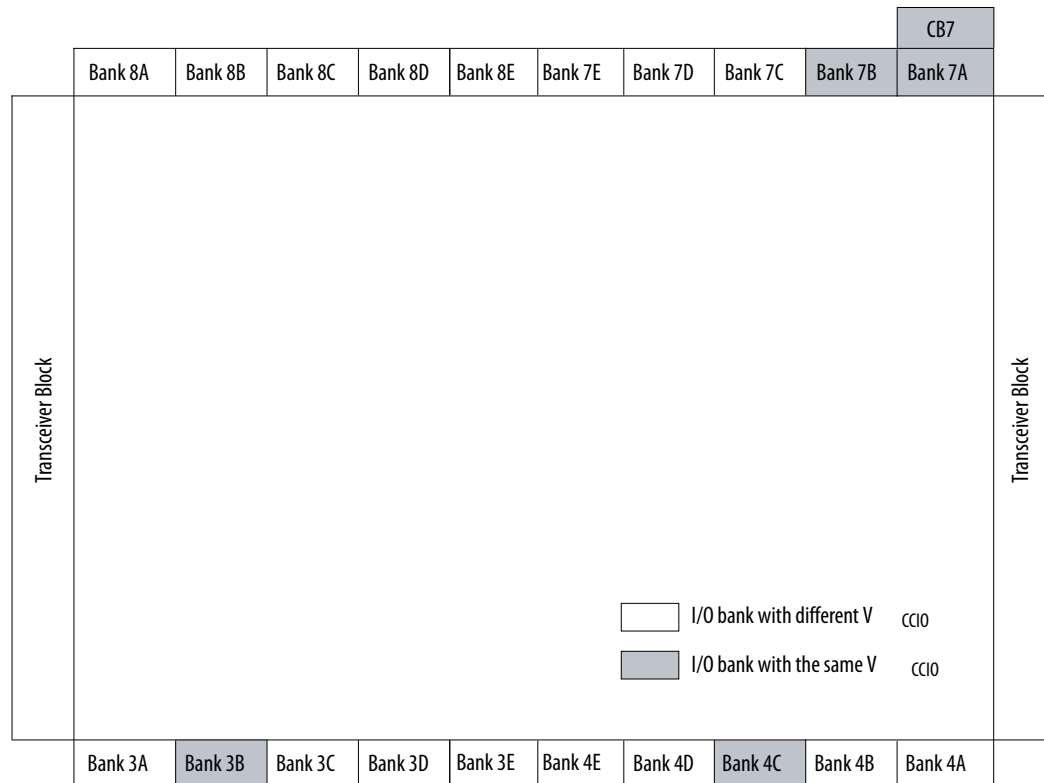 CB7
Bank 8A Bank 8B Bank 8C Bank 8D Bank 8E Bank 7E Bank 7D Bank 7C Bank 7B Bank 7A
Transceiver Block
Transceiver Block
I/O bank with different V CCIO
I/O bank with the same V CCIO
Bank 3A Bank 3B Bank 3C Bank 3D Bank 3E Bank 4E Bank 4D Bank 4C Bank 4B Bank 4A